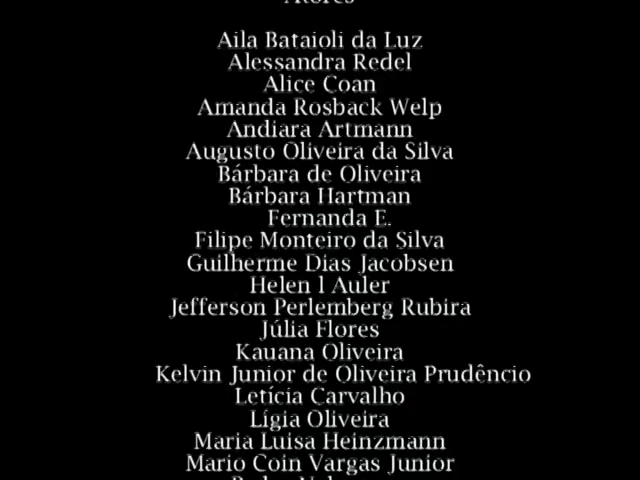 Atores
Aila Bataioli da Luz
Alessandra Redel
Alice Coan
Amanda Rosback Welp
Andiara Artmann
Augusto Oliveira da Silva
Bárbara de Oliveira
Bárbara Hartman
Fernanda E.
Filipe Monteiro da Silva
Guilherme Dias Jacobsen
Helen l Auler
Jefferson Perlemberg Rubira
Júlia Flores
Kauana Oliveira
Kelvin Junior de Oliveira Prudêncio
Letícia Carvalho
Lígia Oliveira
Maria Luisa Heinzmann
Mario Coin Vargas Junior